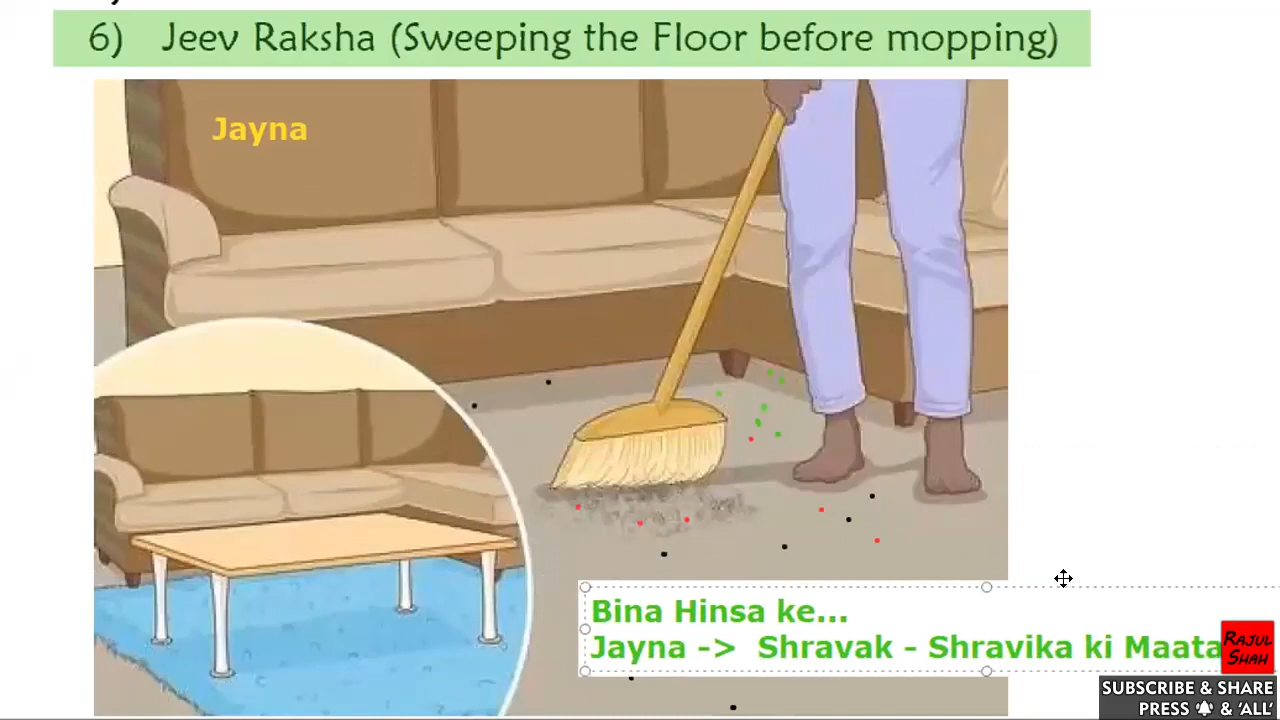 6) Jeev Raksha (Sweeping the Floor before mopping)
Jayna
Bina Hinsa ke...
Jayna -> Shravak - Shravika ki Maata
RAJUL
SHAH
SUBSCRIBE & SHARE
PRESS & 'ALL'